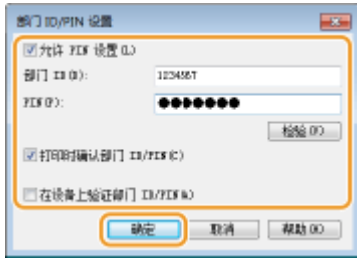 部门 ID/PIN 设置
允许 PIN 设置(L)
部门 ID(D): 1234567
PIN(P): ●●●●●●●
检验(V)
打印时确认部门 ID/PIN(C)
在设备上验证部门 ID/PIN(A)
确定 取消 帮助(H)